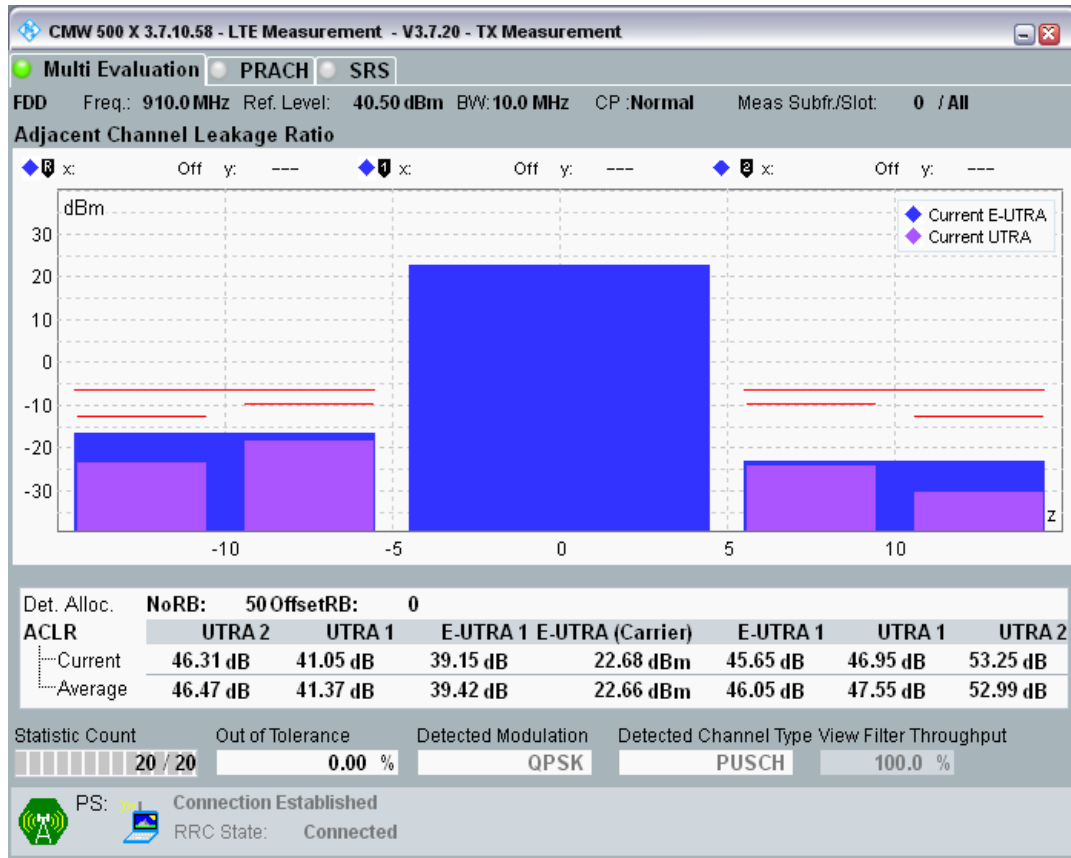 CMW 500 X 3.7.10.58 - LTE Measurement - V3.7.20 - TX Measurement
Multi Evaluation PRACH SRS
FDD Freq.: 910.0 MHz Ref. Level: 40.50 dBm BW: 10.0 MHz CP :Normal Meas Subfr./Slot: 0 / All
Adjacent Channel Leakage Ratio
R x: Off y: --- 1 x: Off y: --- 2 x: Off y: ---
dBm
Current E-UTRA
Current UTRA
30
20
10
0
-10
-20
-30
z
-10 -5 0 5 10
Det. Alloc. NoRB: 50 OffsetRB: 0
ACLR UTRA 2 UTRA 1 E-UTRA 1 E-UTRA (Carrier) E-UTRA 1 UTRA 1 UTRA 2
Current 46.31 dB 41.05 dB 39.15 dB 22.68 dBm 45.65 dB 46.95 dB 53.25 dB
Average 46.47 dB 41.37 dB 39.42 dB 22.66 dBm 46.05 dB 47.55 dB 52.99 dB
Statistic Count Out of Tolerance Detected Modulation Detected Channel Type View Filter Throughput
20 / 20 0.00 % QPSK PUSCH 100.0 %
PS: Connection Established
RRC State: Connected